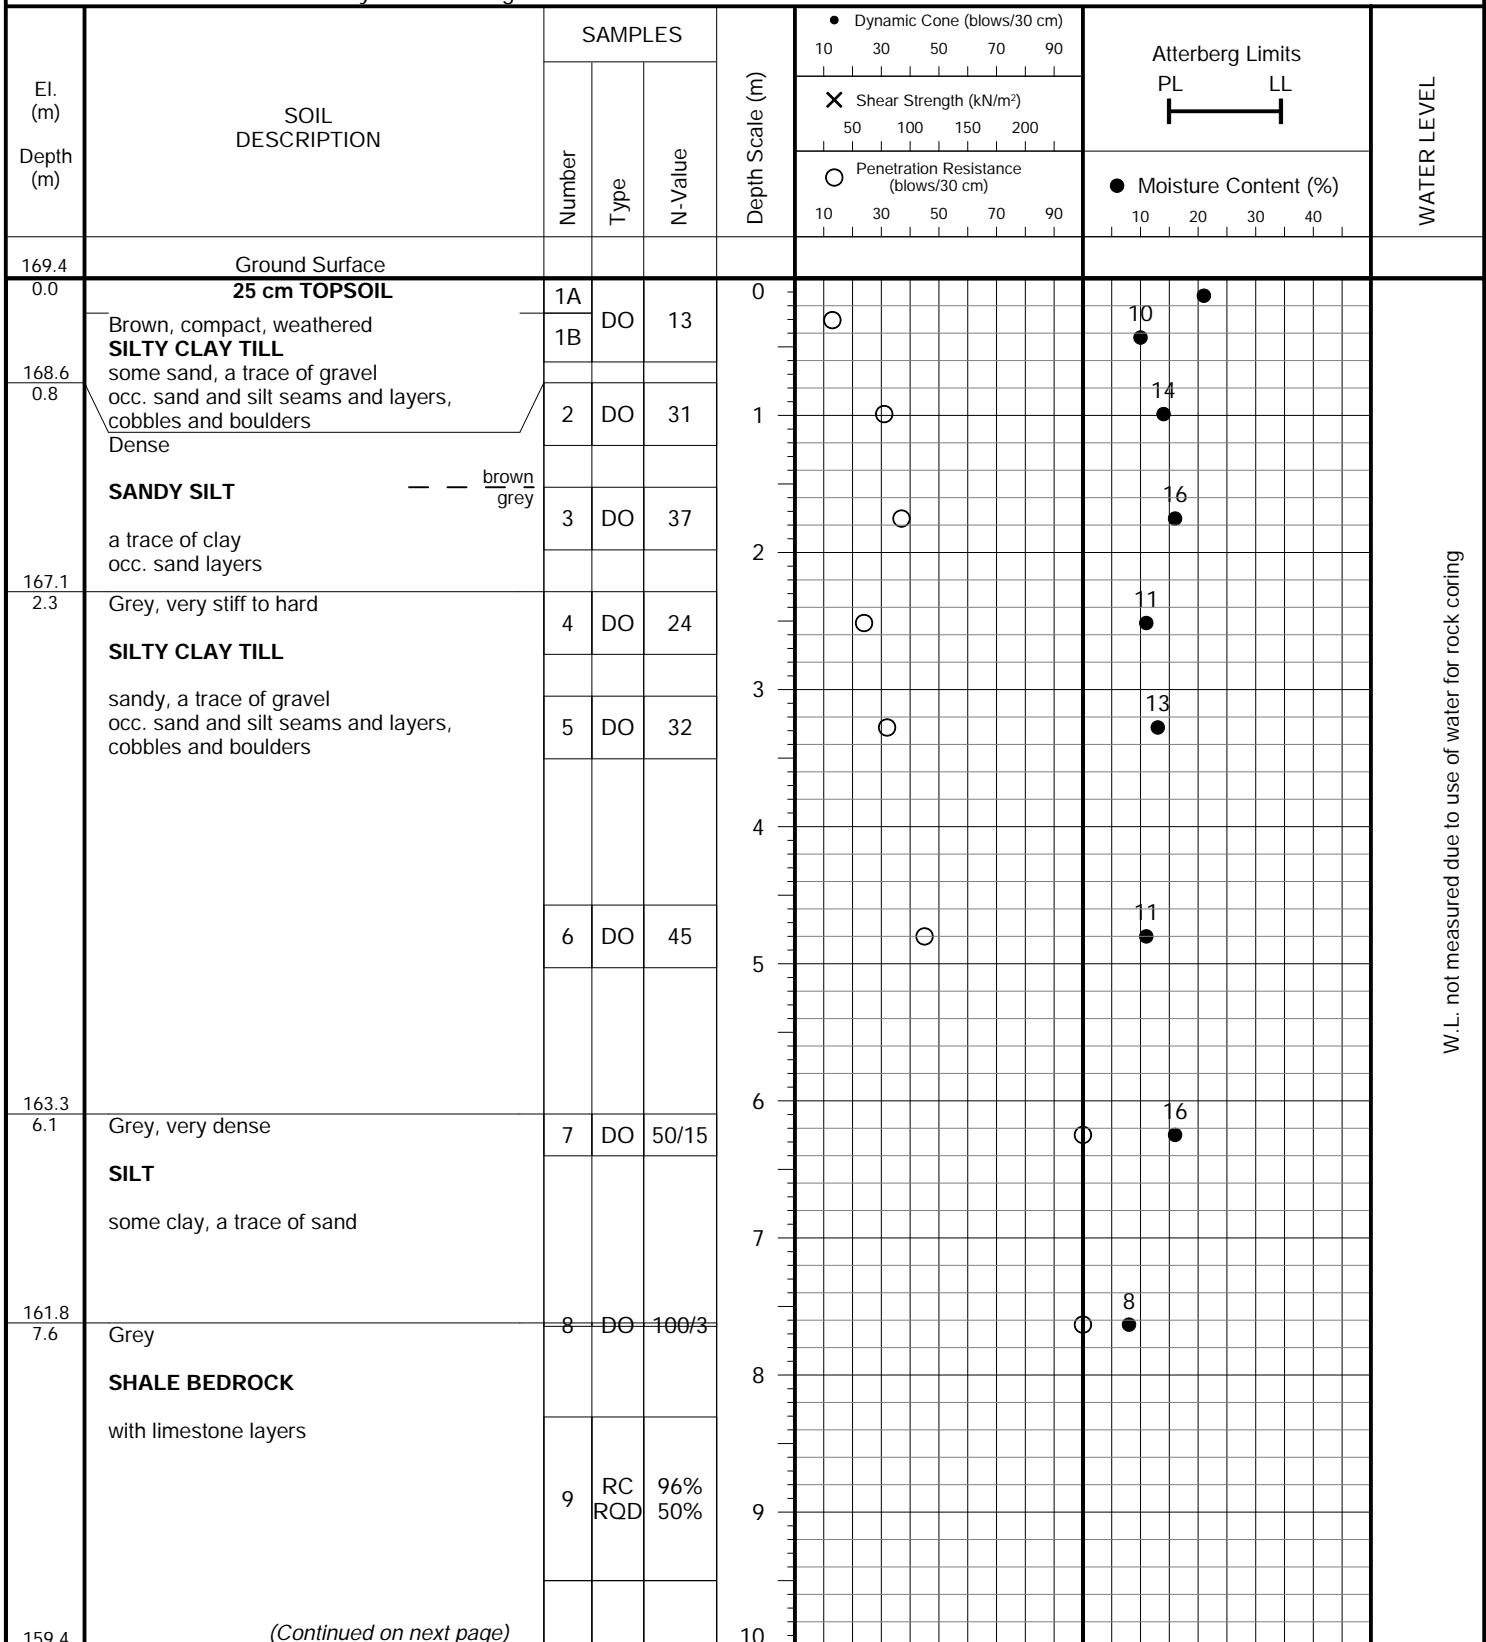 SAMPLES
Dynamic Cone (blows/30 cm)
10 30 50 70 90
Atterberg Limits
PL LL
El.
(m)
Depth
(m)
SOIL
DESCRIPTION
Number
Type
N-Value
Depth Scale (m)
Shear Strength (kN/m²)
50 100 150 200
Penetration Resistance
(blows/30 cm)
10 30 50 70 90
Moisture Content (%)
10 20 30 40
WATER LEVEL
169.4 Ground Surface
0.0 25 cm TOPSOIL 1A DO 13 0
Brown, compact, weathered 1B 10
SILTY CLAY TILL
168.6 some sand, a trace of gravel
0.8 occ. sand and silt seams and layers, 14
cobbles and boulders 2 DO 31 1
Dense
brown
SANDY SILT grey 16
3 DO 37
a trace of clay
occ. sand layers 2
167.1
2.3 Grey, very stiff to hard 11
4 DO 24
SILTY CLAY TILL
sandy, a trace of gravel 3
occ. sand and silt seams and layers, 5 DO 32 13
cobbles and boulders
4
6 DO 45 11
5
163.3 6
6.1 Grey, very dense 7 DO 50/15 16
SILT
some clay, a trace of sand
7
161.8 8 DO 100/3 8
7.6 Grey
SHALE BEDROCK 8
with limestone layers
9 RC 96%
RQD 50% 9
159.4 (Continued on next page) 10
W.L. not measured due to use of water for rock coring